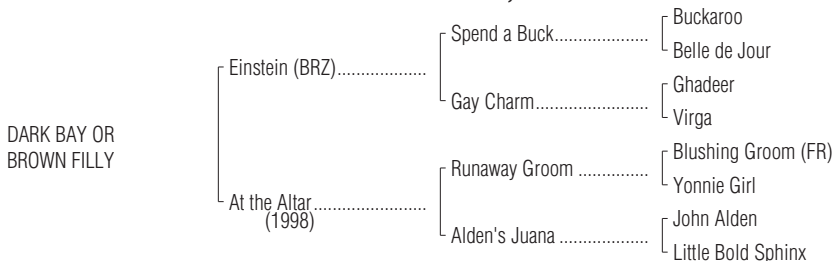 DARK BAY OR
BROWN FILLY
Einstein (BRZ)....................
At the Altar.........................
(1998)
Spend a Buck.....................
Gay Charm.........................
Runaway Groom ................
Alden's Juana ....................
Buckaroo
Belle de Jour
Ghadeer
Virga
Blushing Groom (FR)
Yonnie Girl
John Alden
Little Bold Sphinx